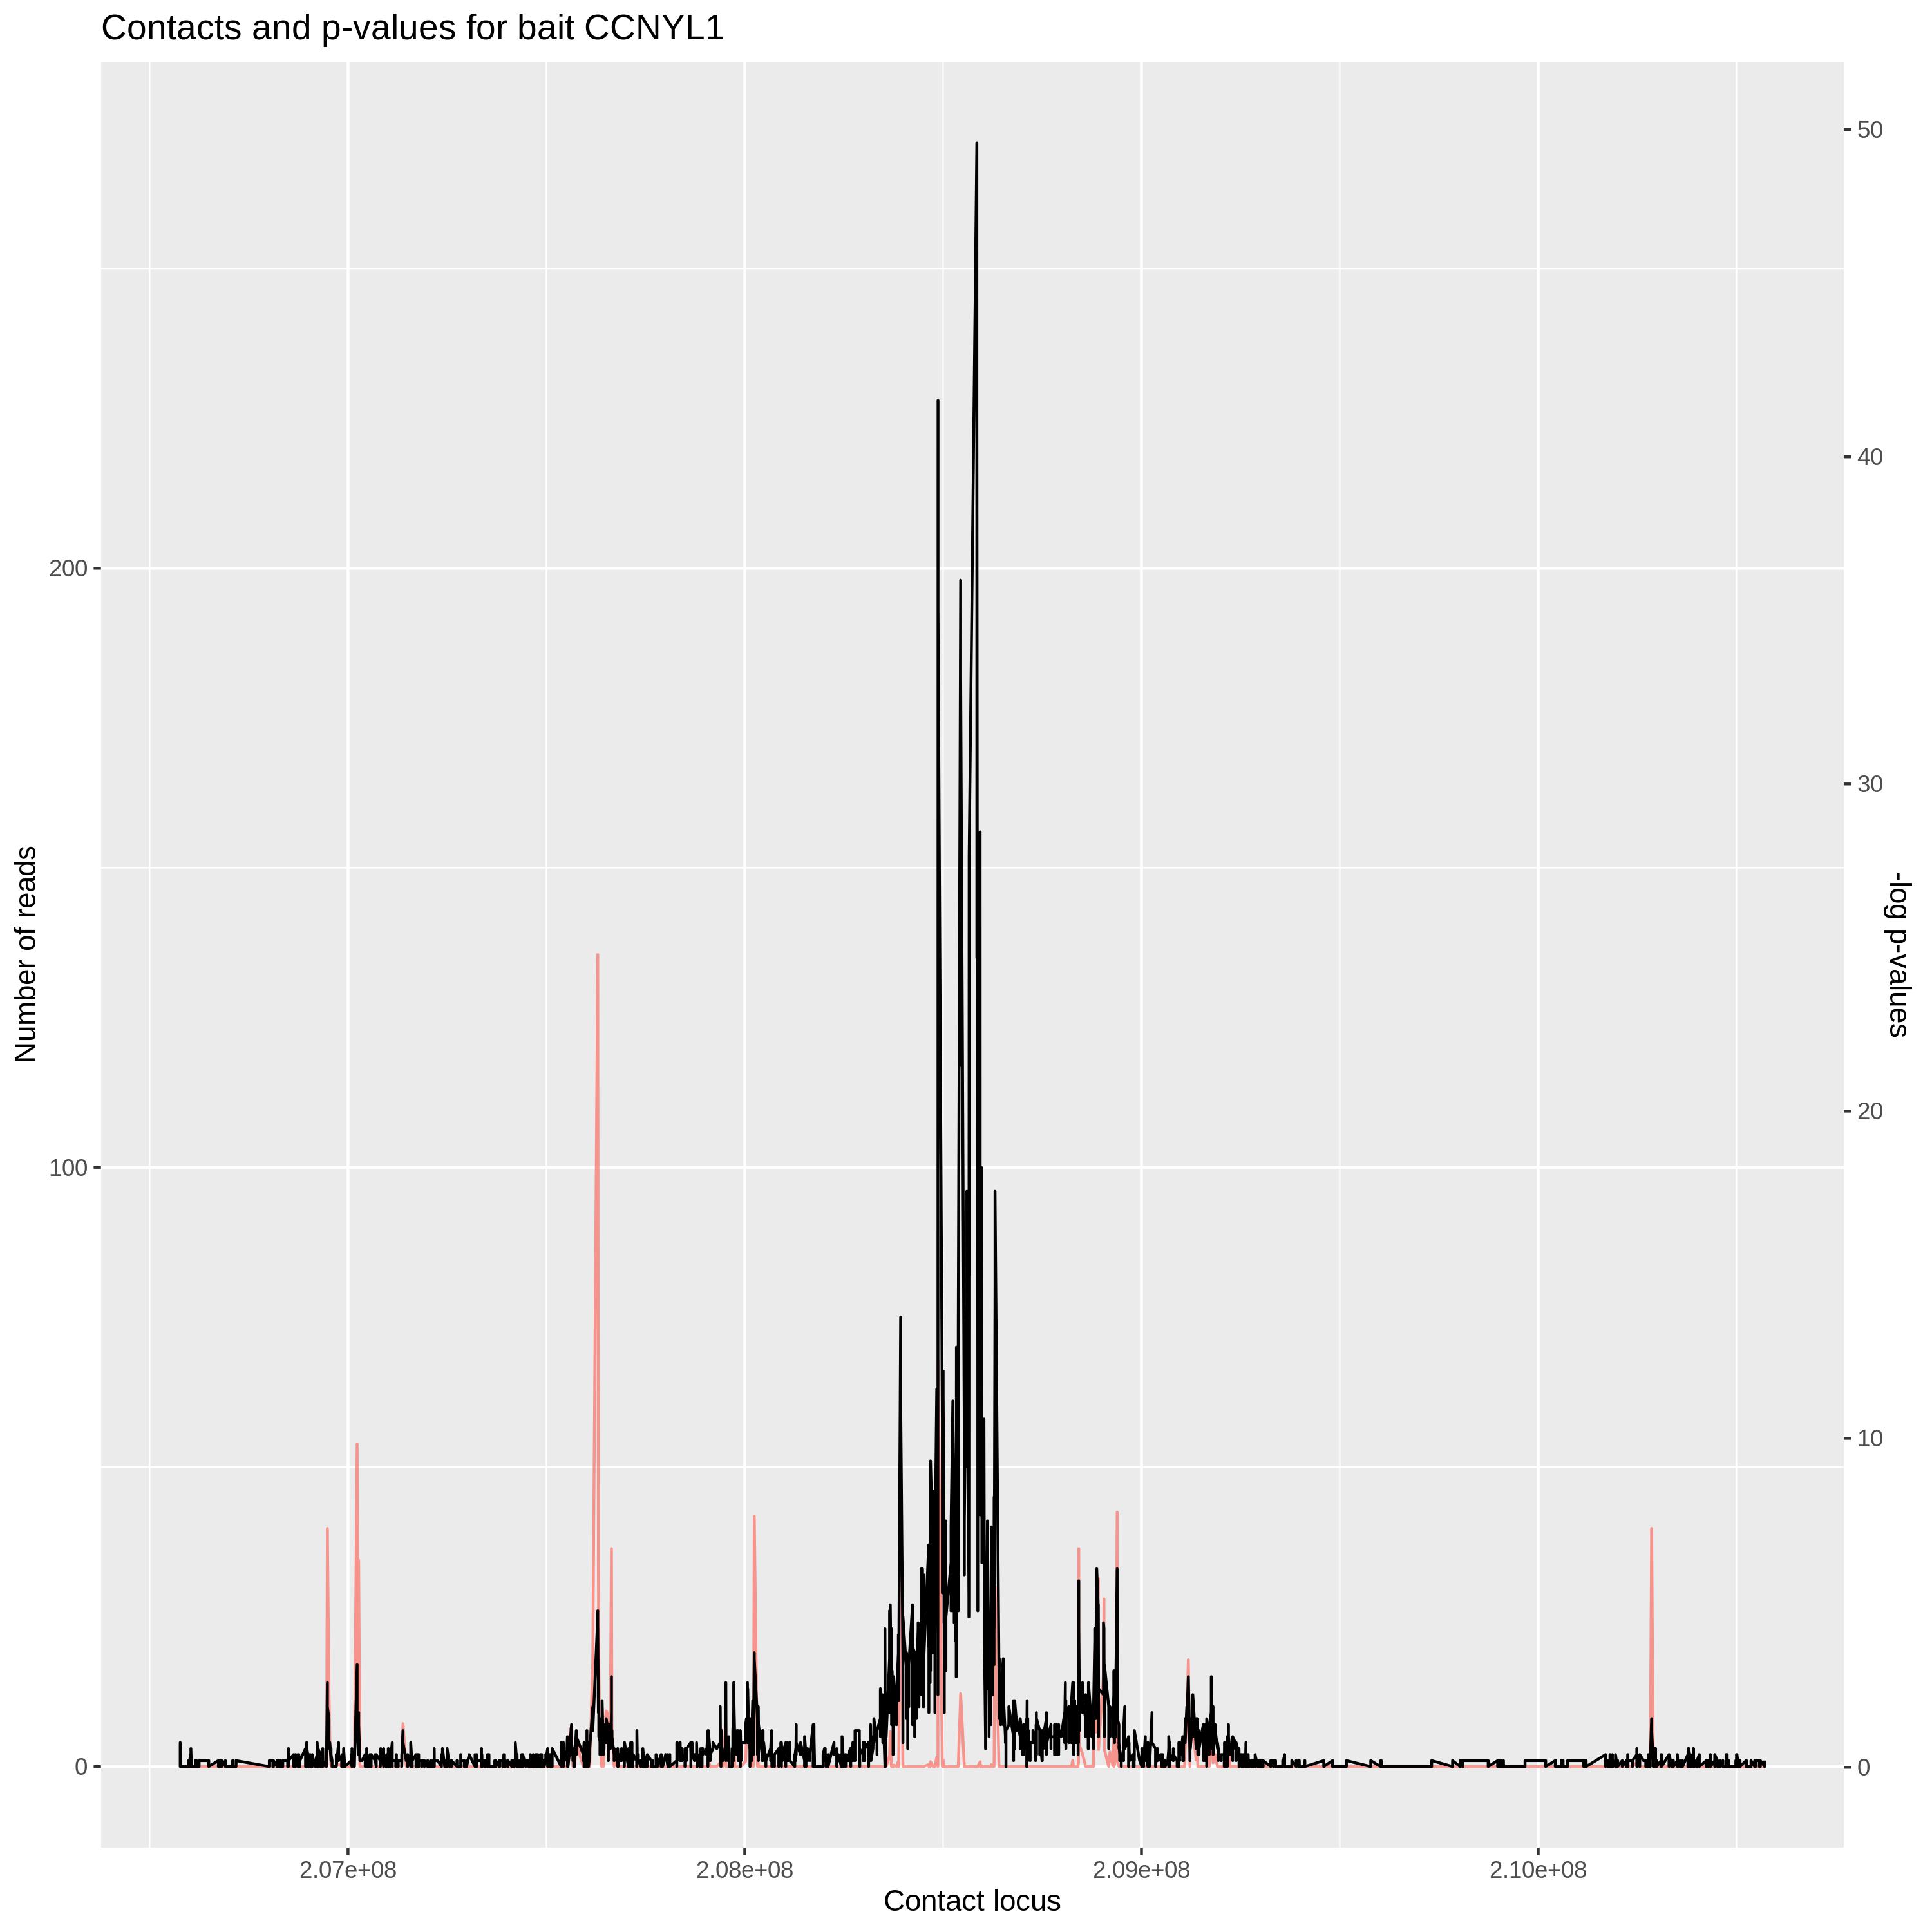 Contacts and p-values for bait CCNYL1
Number of reads
200
100
0
50
40
30
20
10
0
-log p-values
2.07e+08
2.08e+08
2.09e+08
2.10e+08
Contact locus